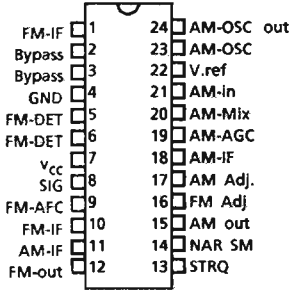 FM-IF 1 24 AM-OSC out
Bypass 2 23 AM-OSC
Bypass 3 22 V.ref
GND 4 21 AM-in
FM-DET 5 20 AM-Mix
FM-DET 6 19 AM-AGC
VCC 7 18 AM-IF
SIG 8 17 AM Adj.
FM-AFC 9 16 FM Adj
FM-IF 10 15 AM out
AM-IF 11 14 NAR SM
FM-out 12 13 STRQ